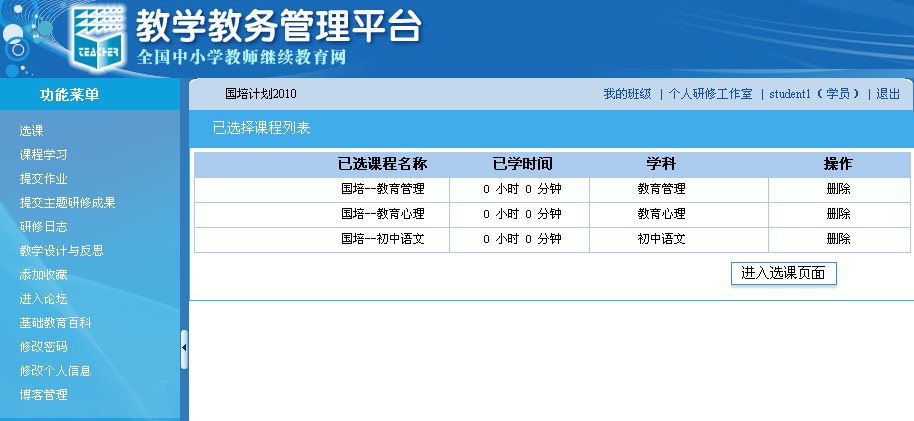 教学教务管理平台
TEACHER
全国中小学教师继续教育网
功能菜单
国培计划2010 我的班级 | 个人研修工作室 | student1（学员） | 退出
选课
课程学习
提交作业
提交主题研修成果
研修日志
教学设计与反思
添加收藏
进入论坛
基础教育百科
修改密码
修改个人信息
博客管理
已选择课程列表
已选课程名称 已学时间 学科 操作
国培--教育管理 0 小时 0 分钟 教育管理 删除
国培--教育心理 0 小时 0 分钟 教育心理 删除
国培--初中语文 0 小时 0 分钟 初中语文 删除
进入选课页面